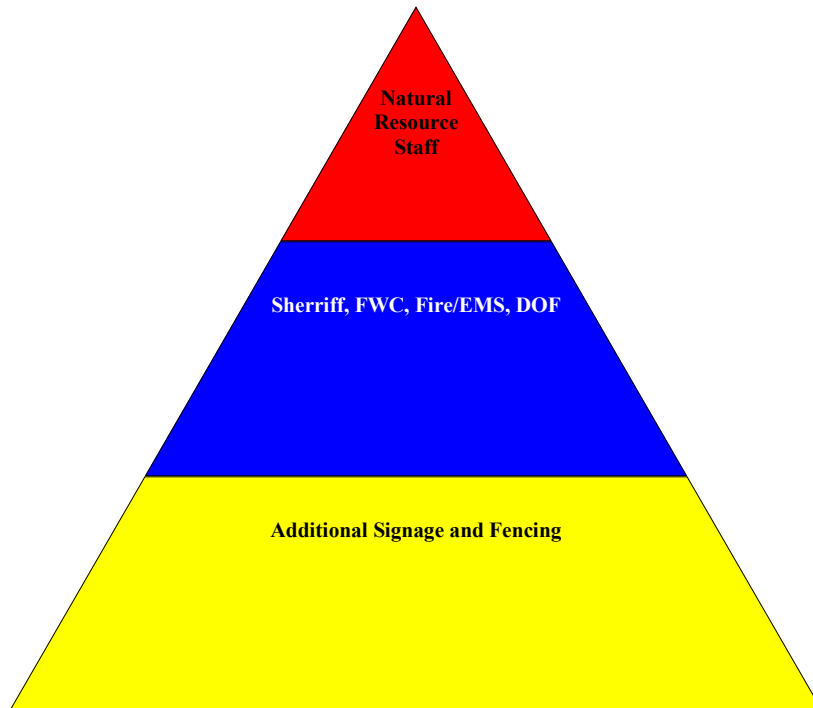 Natural
Resource
Staff
Sherriff, FWC, Fire/EMS, DOF
Additional Signage and Fencing